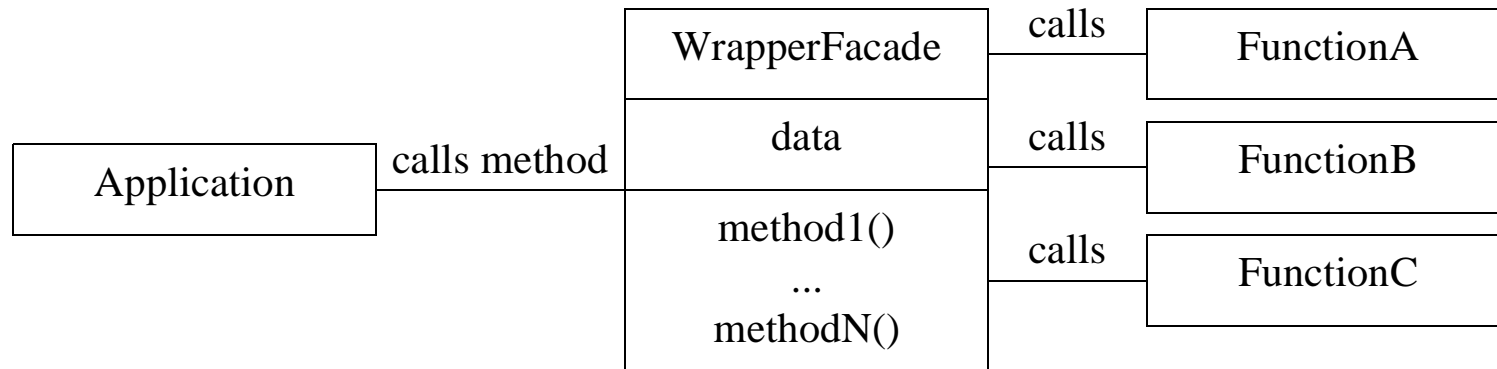 Application
calls method
WrapperFacade
data
method1()
...
methodN()
calls
FunctionA
calls
FunctionB
calls
FunctionC